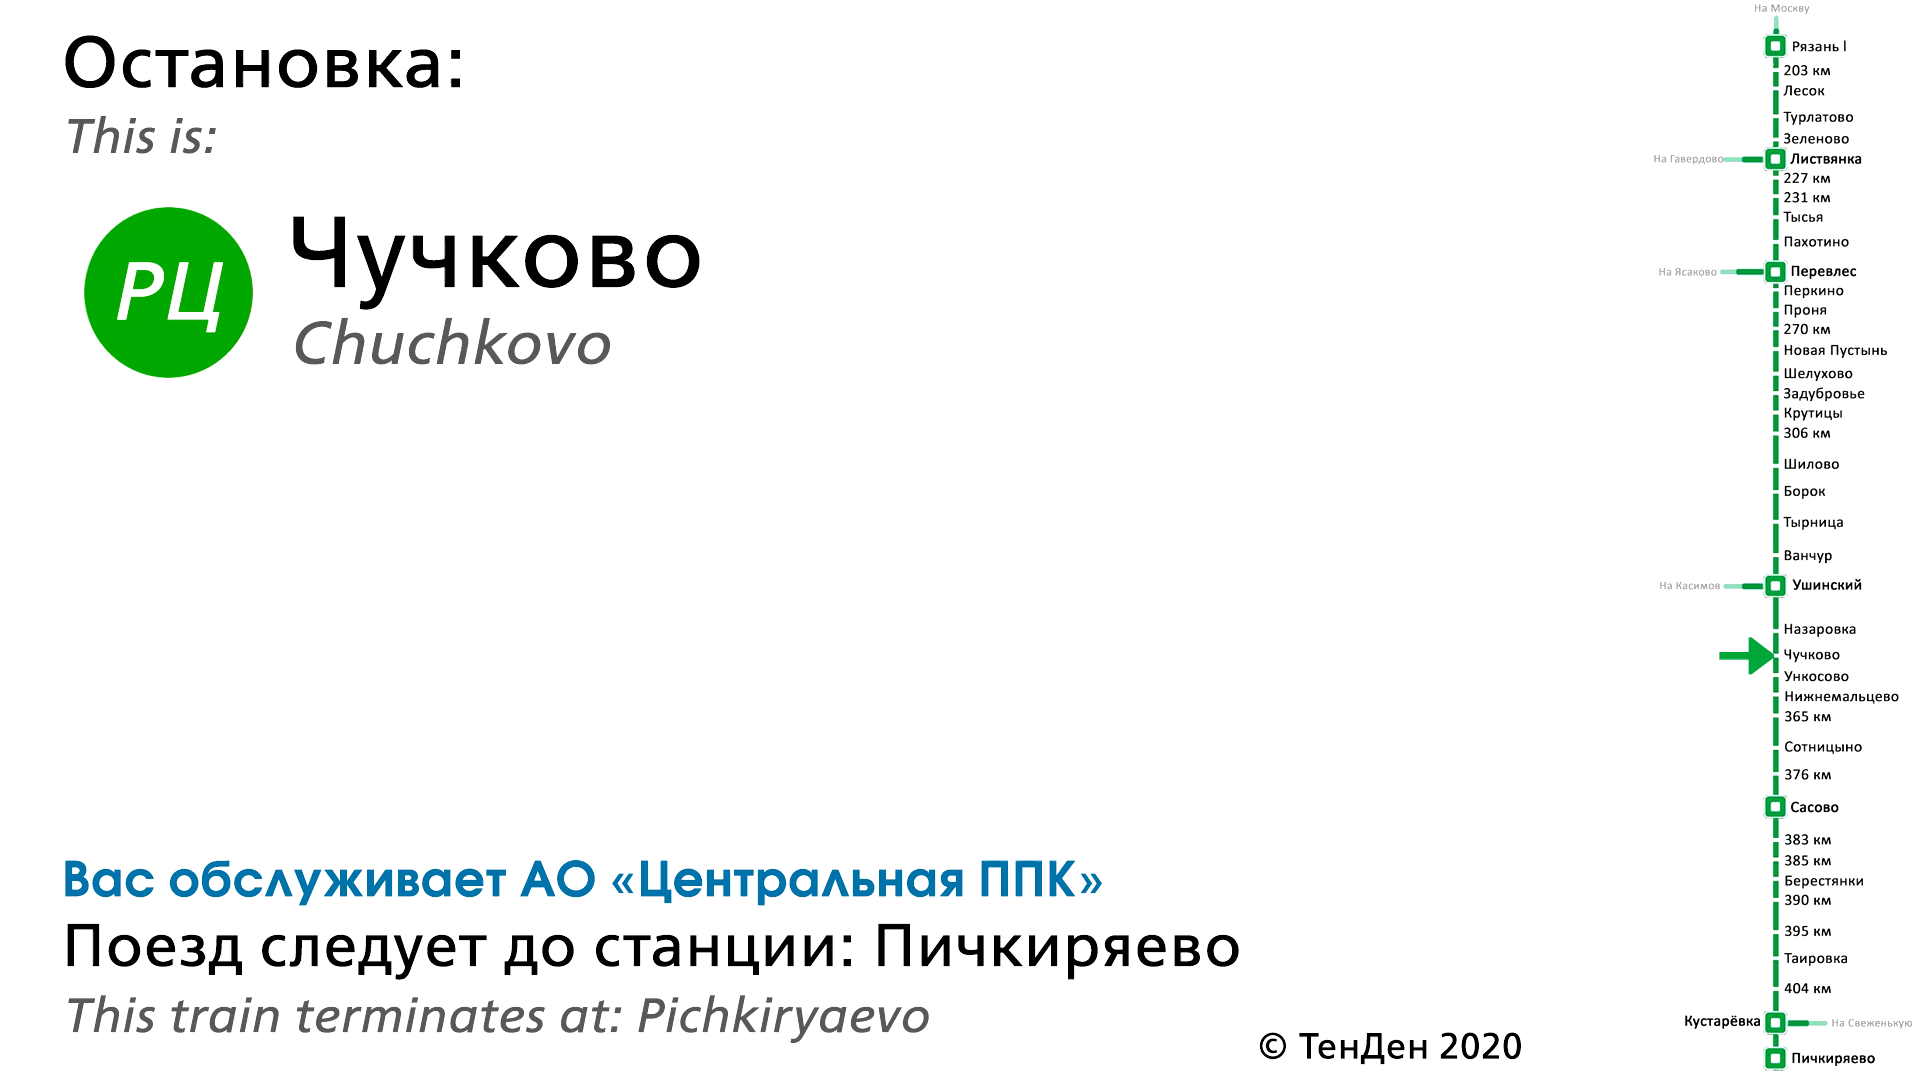 Остановка:
This is:
РЦ
Чучково
Chuchkovo
Вас обслуживает АО «Центральная ППК»
Поезд следует до станции: Пичкиряево
This train terminates at: Pichkiryaevo
© ТенДен 2020
На Москву
Рязань I
203 км
Лесок
Турлатово
Зеленово
На Гавердово
Листвянка
227 км
231 км
Тысья
Пахотино
На Ясаково
Перевлес
Перкино
Проня
270 км
Новая Пустынь
Шелухово
Задубровье
Крутицы
306 км
Шилово
Борок
Тырница
Ванчур
На Касимов
Ушинский
Назаровка
Чучково
Ункосово
Нижнемальцево
365 км
Сотницыно
376 км
Сасово
383 км
385 км
Берестянки
390 км
395 км
Таировка
404 км
Кустарёвка
На Свеженькую
Пичкиряево